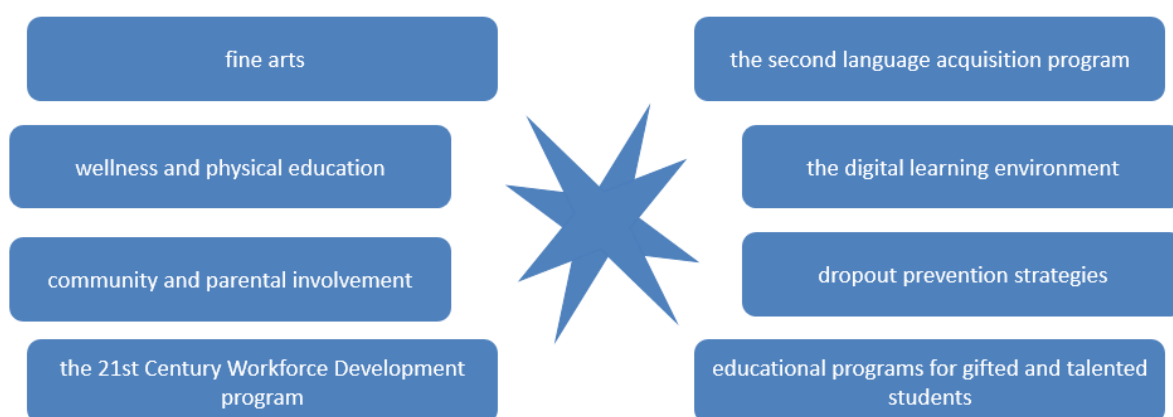 fine arts
the second language acquisition program
wellness and physical education
the digital learning environment
community and parental involvement
dropout prevention strategies
the 21st Century Workforce Development
program
educational programs for gifted and talented
students